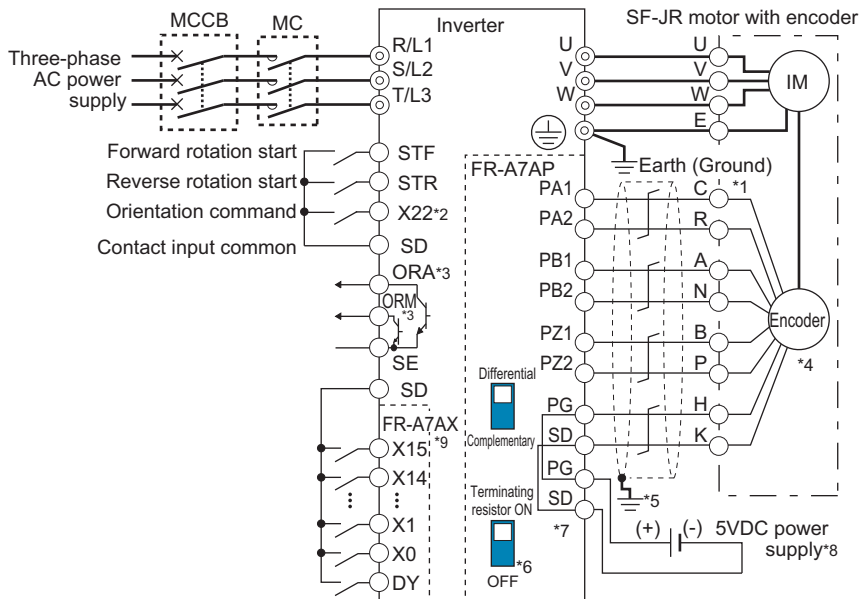 MCCB
MC
Inverter
SF-JR motor with encoder
Three-phase
AC power
supply
R/L1
S/L2
T/L3
U
V
W
U
V
W
E
IM
Earth (Ground)
Forward rotation start
STF
Reverse rotation start
STR
Orientation command
X22*2
Contact input common
SD
ORA*3
ORM
*3
SE
SD
FR-A7AX
*9
X15
X14
X1
X0
DY
FR-A7AP
PA1
PA2
PB1
PB2
PZ1
PZ2
PG
SD
PG
SD
*7
Differential
Complementary
Terminating
resistor ON
*6
OFF
C
*1
R
A
N
B
P
H
K
Encoder
*4
*5
(+)
(-)
5VDC power
supply*8